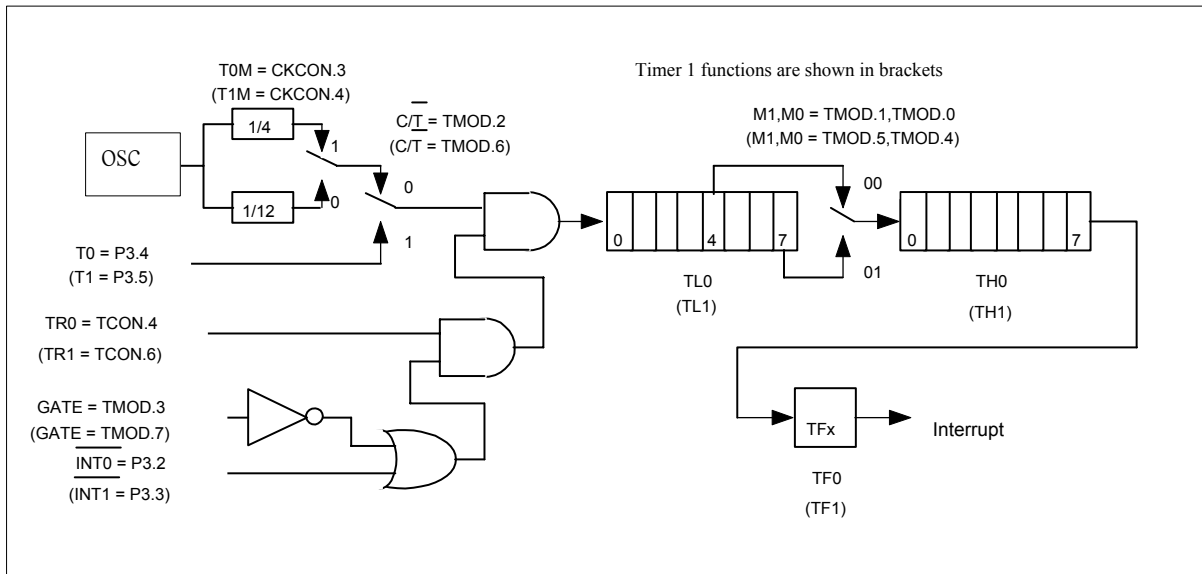 Timer 1 functions are shown in brackets
T0M = CKCON.3
(T1M = CKCON.4)
C/T̅ = TMOD.2
(C/T̅ = TMOD.6)
M1,M0 = TMOD.1,TMOD.0
(M1,M0 = TMOD.5,TMOD.4)
OSC
1/4
1
0
1/12
0
1
T0 = P3.4
(T1 = P3.5)
0
4
7
TL0
(TL1)
00
01
0
7
TH0
(TH1)
TR0 = TCON.4
(TR1 = TCON.6)
GATE = TMOD.3
(GATE = TMOD.7)
I̅N̅T̅0̅ = P3.2
(I̅N̅T̅1̅ = P3.3)
TFx
Interrupt
TF0
(TF1)